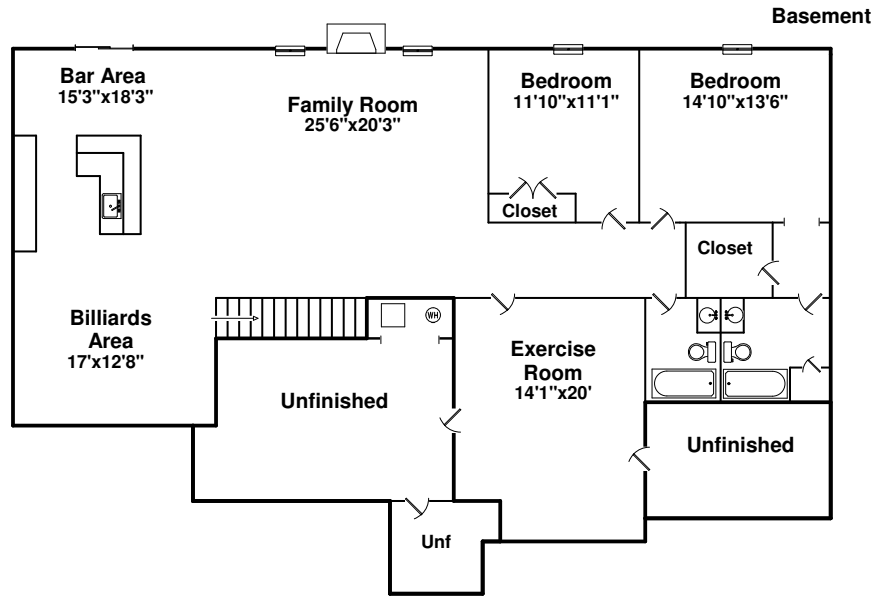 Basement
Bar Area
15'3"x18'3"
Family Room
25'6"x20'3"
Bedroom
11'10"x11'1"
Bedroom
14'10"x13'6"
Closet
Closet
Billiards
Area
17'x12'8"
WH
Exercise
Room
14'1"x20'
Unfinished
Unfinished
Unf